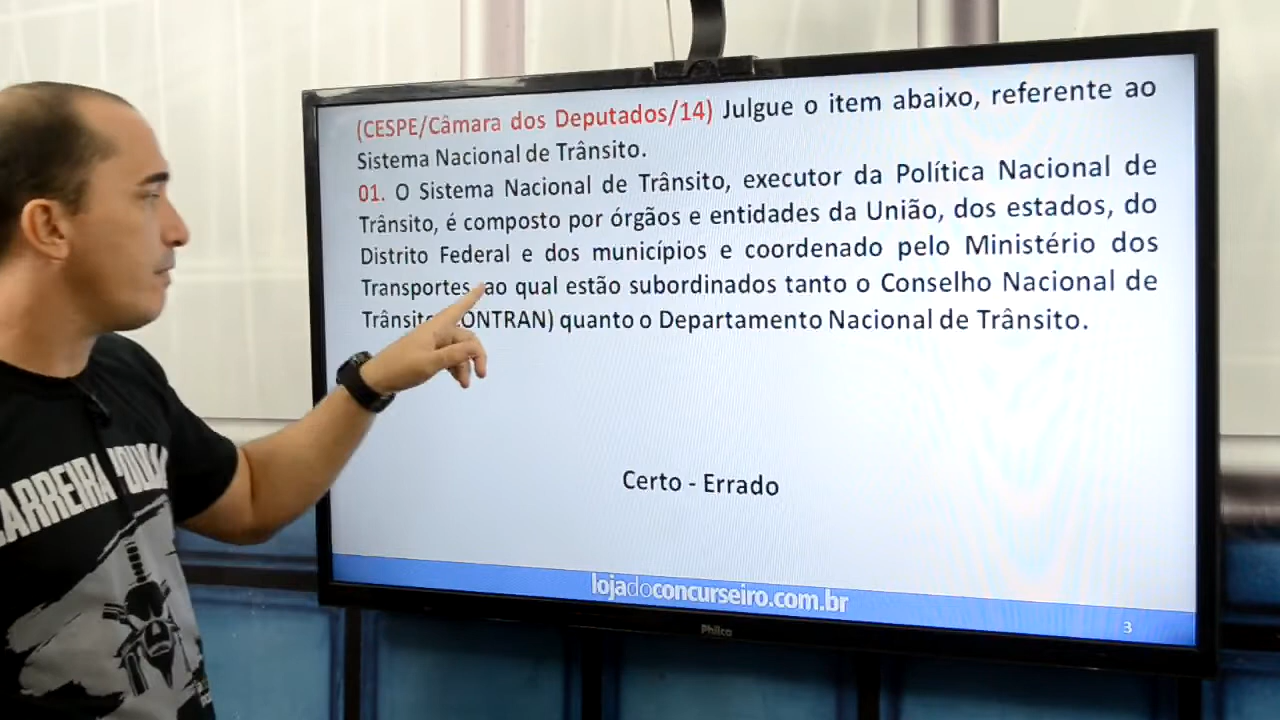 (CESPE/Câmara dos Deputados/14) Julgue o item abaixo, referente ao
Sistema Nacional de Trânsito.
01. O Sistema Nacional de Trânsito, executor da Política Nacional de
Trânsito, é composto por órgãos e entidades da União, dos estados, do
Distrito Federal e dos municípios e coordenado pelo Ministério dos
Transportes ao qual estão subordinados tanto o Conselho Nacional de
quanto o Departamento Nacional de Trânsito.
Certo - Errado
lojadoconcurseiro.com.br
3
Philco
CARREIRA